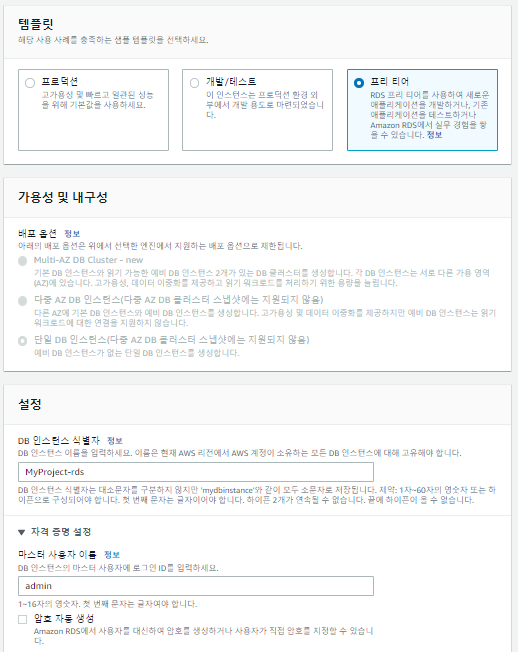 템플릿
해당 사용 사례를 충족하는 샘플 템플릿을 선택하세요.
프로덕션
고가용성 및 빠르고 일관된 성능
을 위해 기본값을 사용하세요.
개발/테스트
이 인스턴스는 프로덕션 환경 외
부에서 개발 용도로 마련되었습니
다.
프리 티어
RDS 프리 티어를 사용하여 새로운
애플리케이션을 개발하거나, 기존
애플리케이션을 테스트하거나
Amazon RDS에서 실무 경험을 쌓
을 수 있습니다. 정보
가용성 및 내구성
배포 옵션 정보
아래의 배포 옵션은 위에서 선택한 엔진에서 지원하는 배포 옵션으로 제한됩니다.
Multi-AZ DB Cluster - new
기본 DB 인스턴스와 읽기 가능한 예비 DB 인스턴스 2개가 있는 DB 클러스터를 생성합니다. 각 DB 인스턴스는 서로 다른 가용 영역
(AZ)에 있습니다. 고가용성, 데이터 이중화를 제공하고 읽기 워크로드를 처리하기 위한 용량을 늘립니다.
다중 AZ DB 인스턴스(다중 AZ DB 클러스터 스냅샷에는 지원되지 않음)
다른 AZ에 기본 DB 인스턴스와 예비 DB 인스턴스를 생성합니다. 고가용성 및 데이터 이중화를 제공하지만 예비 DB 인스턴스는 읽기
워크로드에 대한 연결을 지원하지 않습니다.
단일 DB 인스턴스(다중 AZ DB 클러스터 스냅샷에는 지원되지 않음)
예비 DB 인스턴스가 없는 단일 DB 인스턴스를 생성합니다.
설정
DB 인스턴스 식별자 정보
DB 인스턴스 이름을 입력하세요. 이름은 현재 AWS 리전에서 AWS 계정이 소유하는 모든 DB 인스턴스에 대해 고유해야 합니다.
MyProject-rds
DB 인스턴스 식별자는 대소문자를 구분하지 않지만 'mydbinstance'와 같이 모두 소문자로 저장됩니다. 제약: 1자~60자의 영숫자 또는 하
이픈으로 구성되어야 합니다. 첫 번째 문자는 글자이어야 합니다. 하이픈 2개가 연속될 수 없습니다. 끝에 하이픈이 올 수 없습니다.
▼ 자격 증명 설정
마스터 사용자 이름 정보
DB 인스턴스의 마스터 사용자에 로그인 ID를 입력하세요.
admin
1~16자의 영숫자. 첫 번째 문자는 글자여야 합니다.
암호 자동 생성
Amazon RDS에서 사용자를 대신하여 암호를 생성하거나 사용자가 직접 암호를 지정할 수 있습니
다.